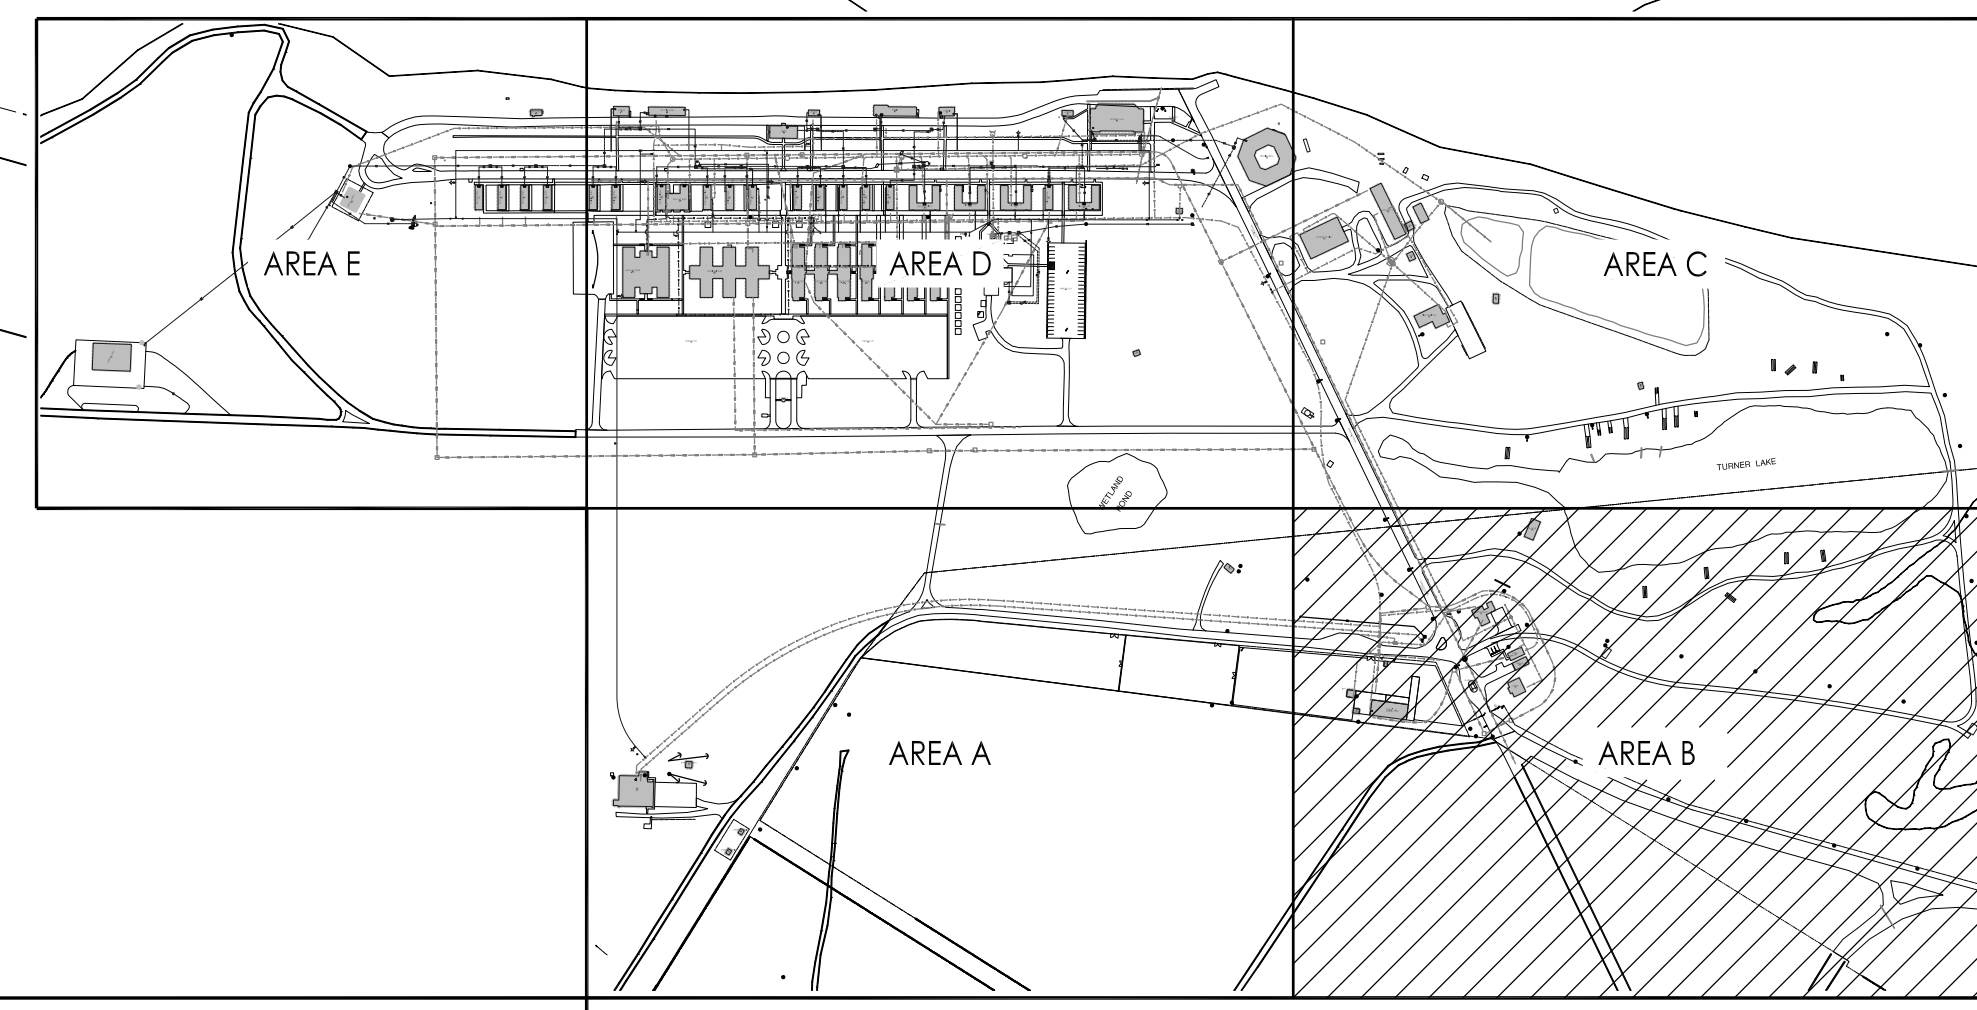 AREA E
AREA D
AREA C
TURNER LAKE
WETLAND
POND
AREA A
AREA B